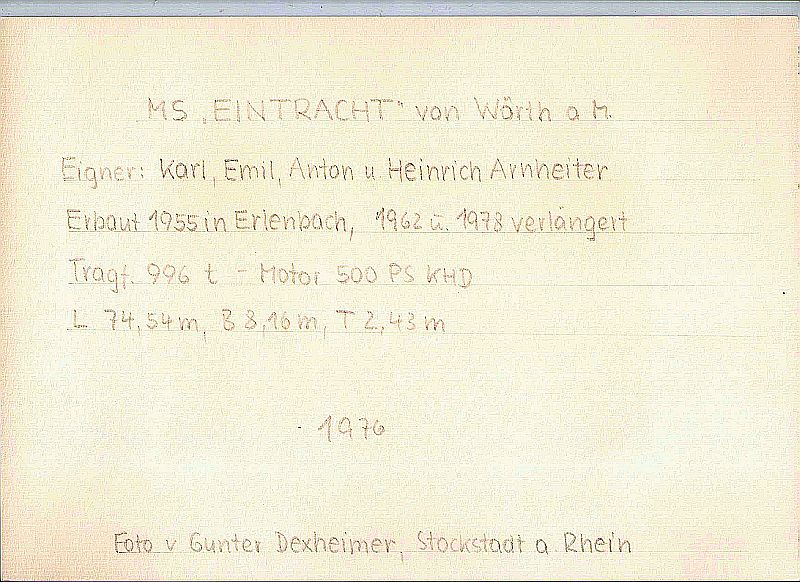 MS „EINTRACHT" von Wörth a M.
Eigner: Karl, Emil, Anton u Heinrich Arnheiter
Erbaut 1955 in Erlenbach, 1962 u. 1978 verlängert
Tragf. 996 t - Motor 500 PS KHD
L 74,54 m, B 8,16 m, T 2,43 m
1976
Foto v Gunter Dexheimer, Stockstadt a Rhein